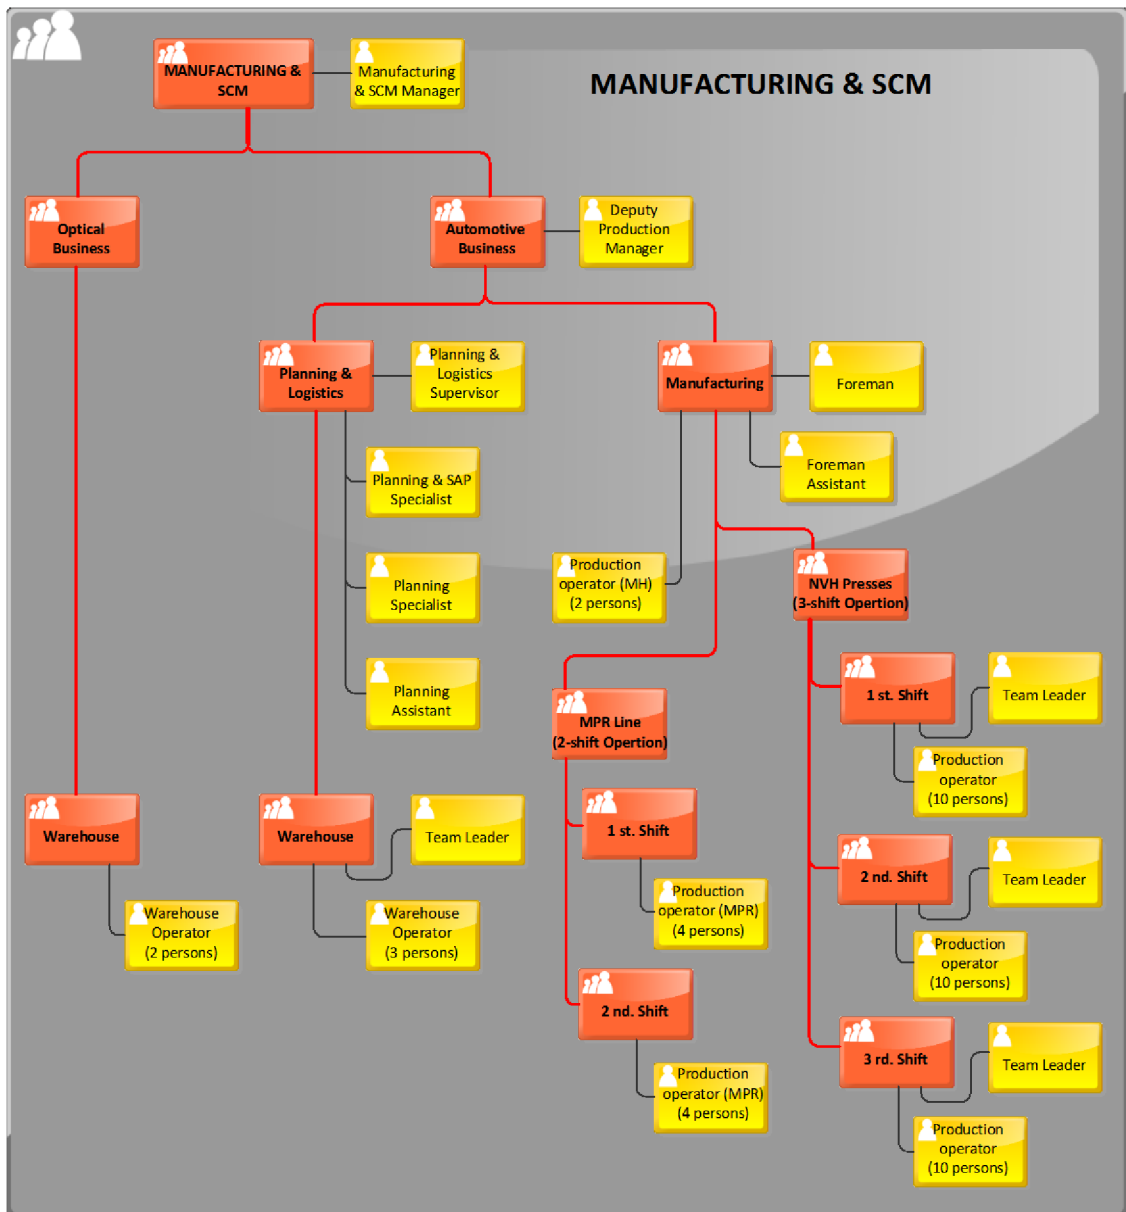 MANUFACTURING &
SCM
Manufacturing
& SCM Manager
MANUFACTURING & SCM
Optical
Business
Automotive
Business
Deputy
Production
Manager
Planning &
Logistics
Planning &
Logistics
Supervisor
Manufacturing
Foreman
Planning & SAP
Specialist
Foreman
Assistant
Planning
Specialist
Production
operator (MH)
(2 persons)
NVH Presses
(3-shift Opertion)
Planning
Assistant
MPR Line
(2-shift Opertion)
1 st. Shift
Team Leader
Production
operator
(10 persons)
Warehouse
Warehouse
Team Leader
1 st. Shift
2 nd. Shift
Team Leader
Warehouse
Operator
(2 persons)
Warehouse
Operator
(3 persons)
Production
operator (MPR)
(4 persons)
Production
operator
(10 persons)
2 nd. Shift
3 rd. Shift
Team Leader
Production
operator (MPR)
(4 persons)
Production
operator
(10 persons)